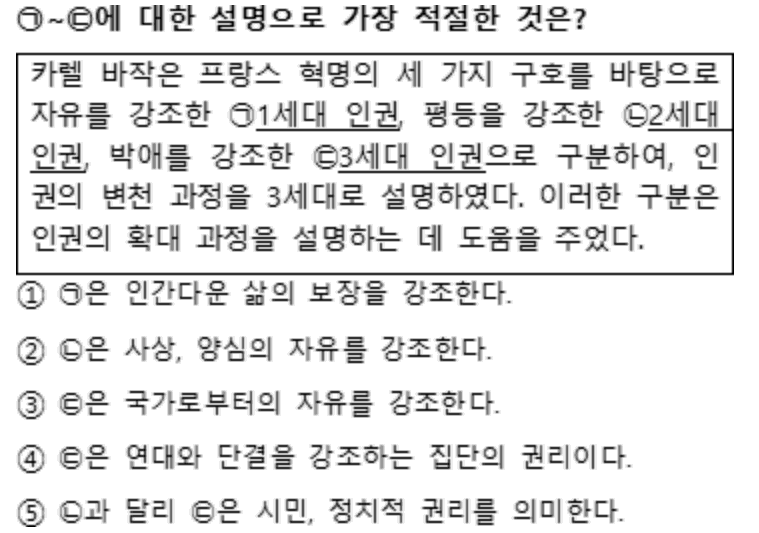 ㉠~㉢에 대한 설명으로 가장 적절한 것은?
카렐 바작은 프랑스 혁명의 세 가지 구호를 바탕으로
자유를 강조한 ㉠1세대 인권, 평등을 강조한 ㉡2세대
인권, 박애를 강조한 ㉢3세대 인권으로 구분하여, 인
권의 변천 과정을 3세대로 설명하였다. 이러한 구분은
인권의 확대 과정을 설명하는 데 도움을 주었다.
① ㉠은 인간다운 삶의 보장을 강조한다.
② ㉡은 사상, 양심의 자유를 강조한다.
③ ㉢은 국가로부터의 자유를 강조한다.
④ ㉢은 연대와 단결을 강조하는 집단의 권리이다.
⑤ ㉡과 달리 ㉢은 시민, 정치적 권리를 의미한다.